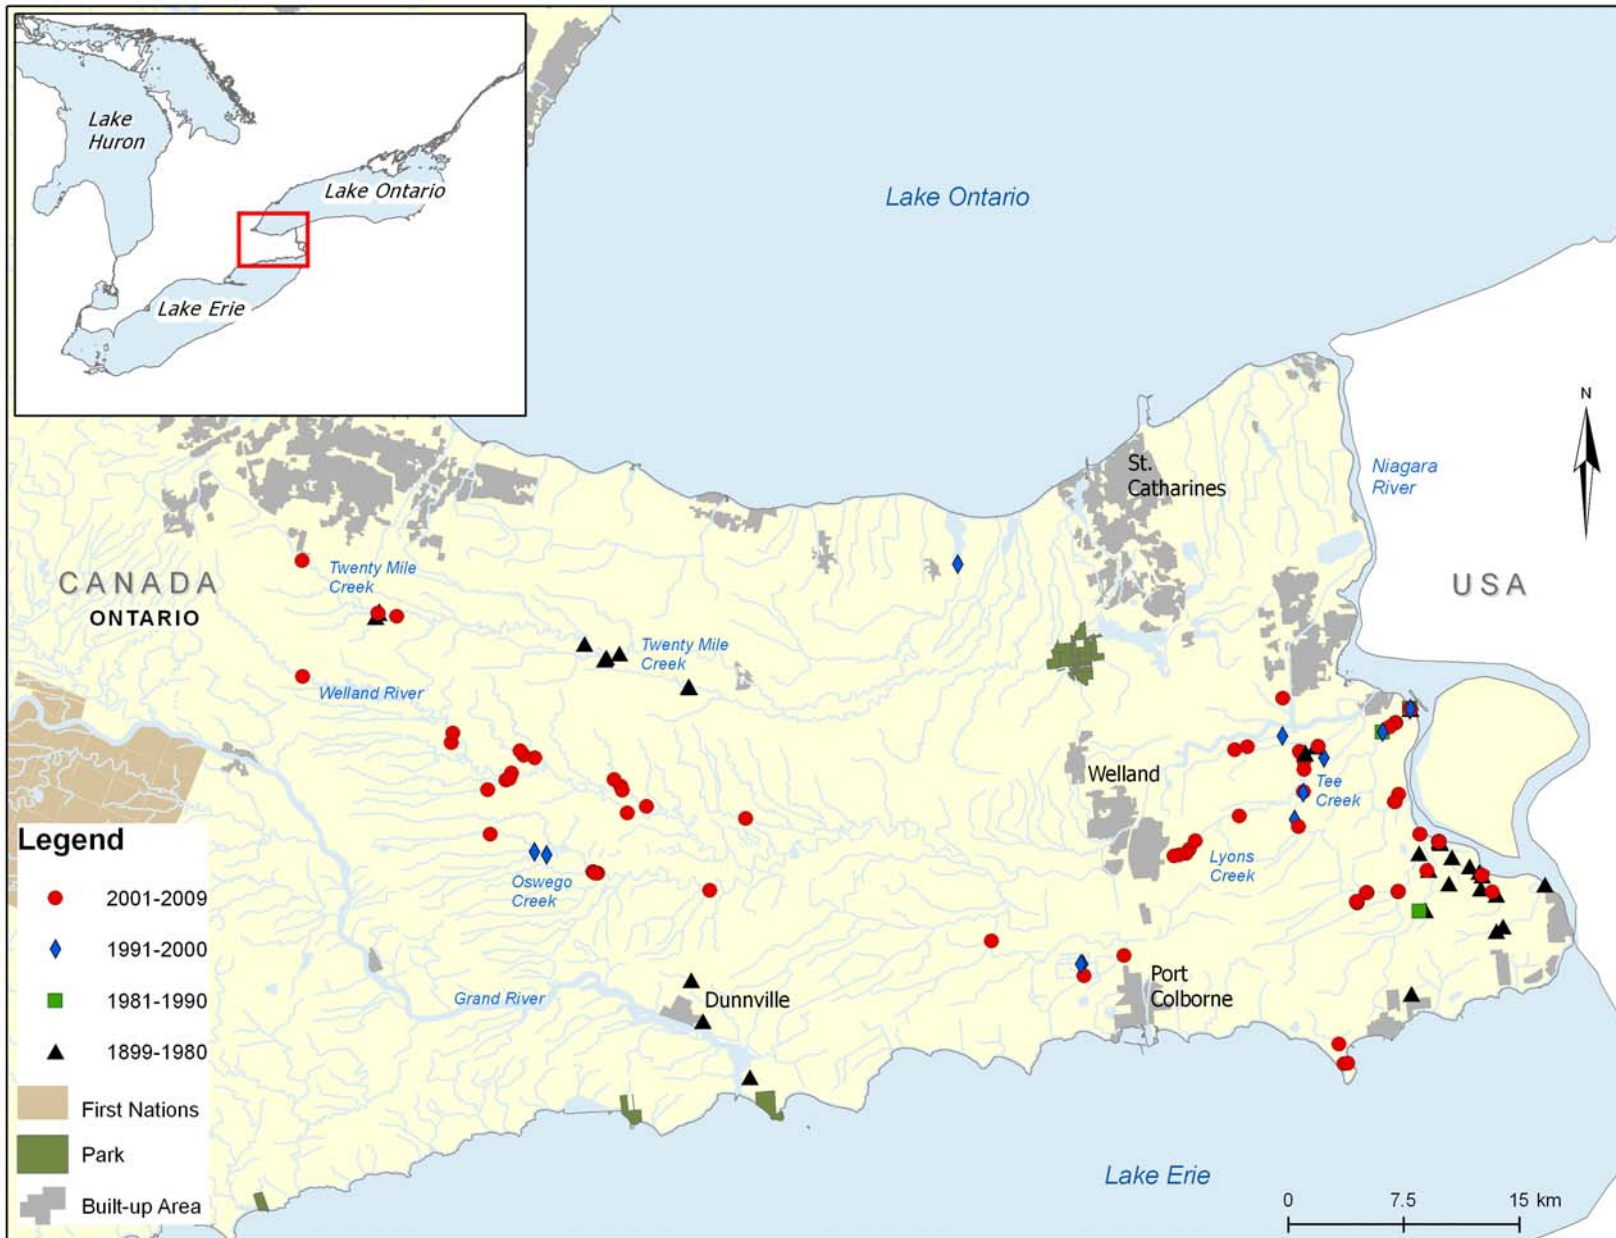 Lake
Huron
Lake Ontario
Lake Erie
Lake Ontario
N
St.
Catharines
Niagara
River
CANADA
ONTARIO
Twenty Mile
Creek
USA
Twenty Mile
Creek
Welland River
Welland
Tee
Creek
Legend
2001-2009
1991-2000
1981-1990
1899-1980
First Nations
Park
Built-up Area
Oswego
Creek
Lyons
Creek
Grand River
Dunnville
Port
Colborne
Lake Erie
0 7.5 15 km